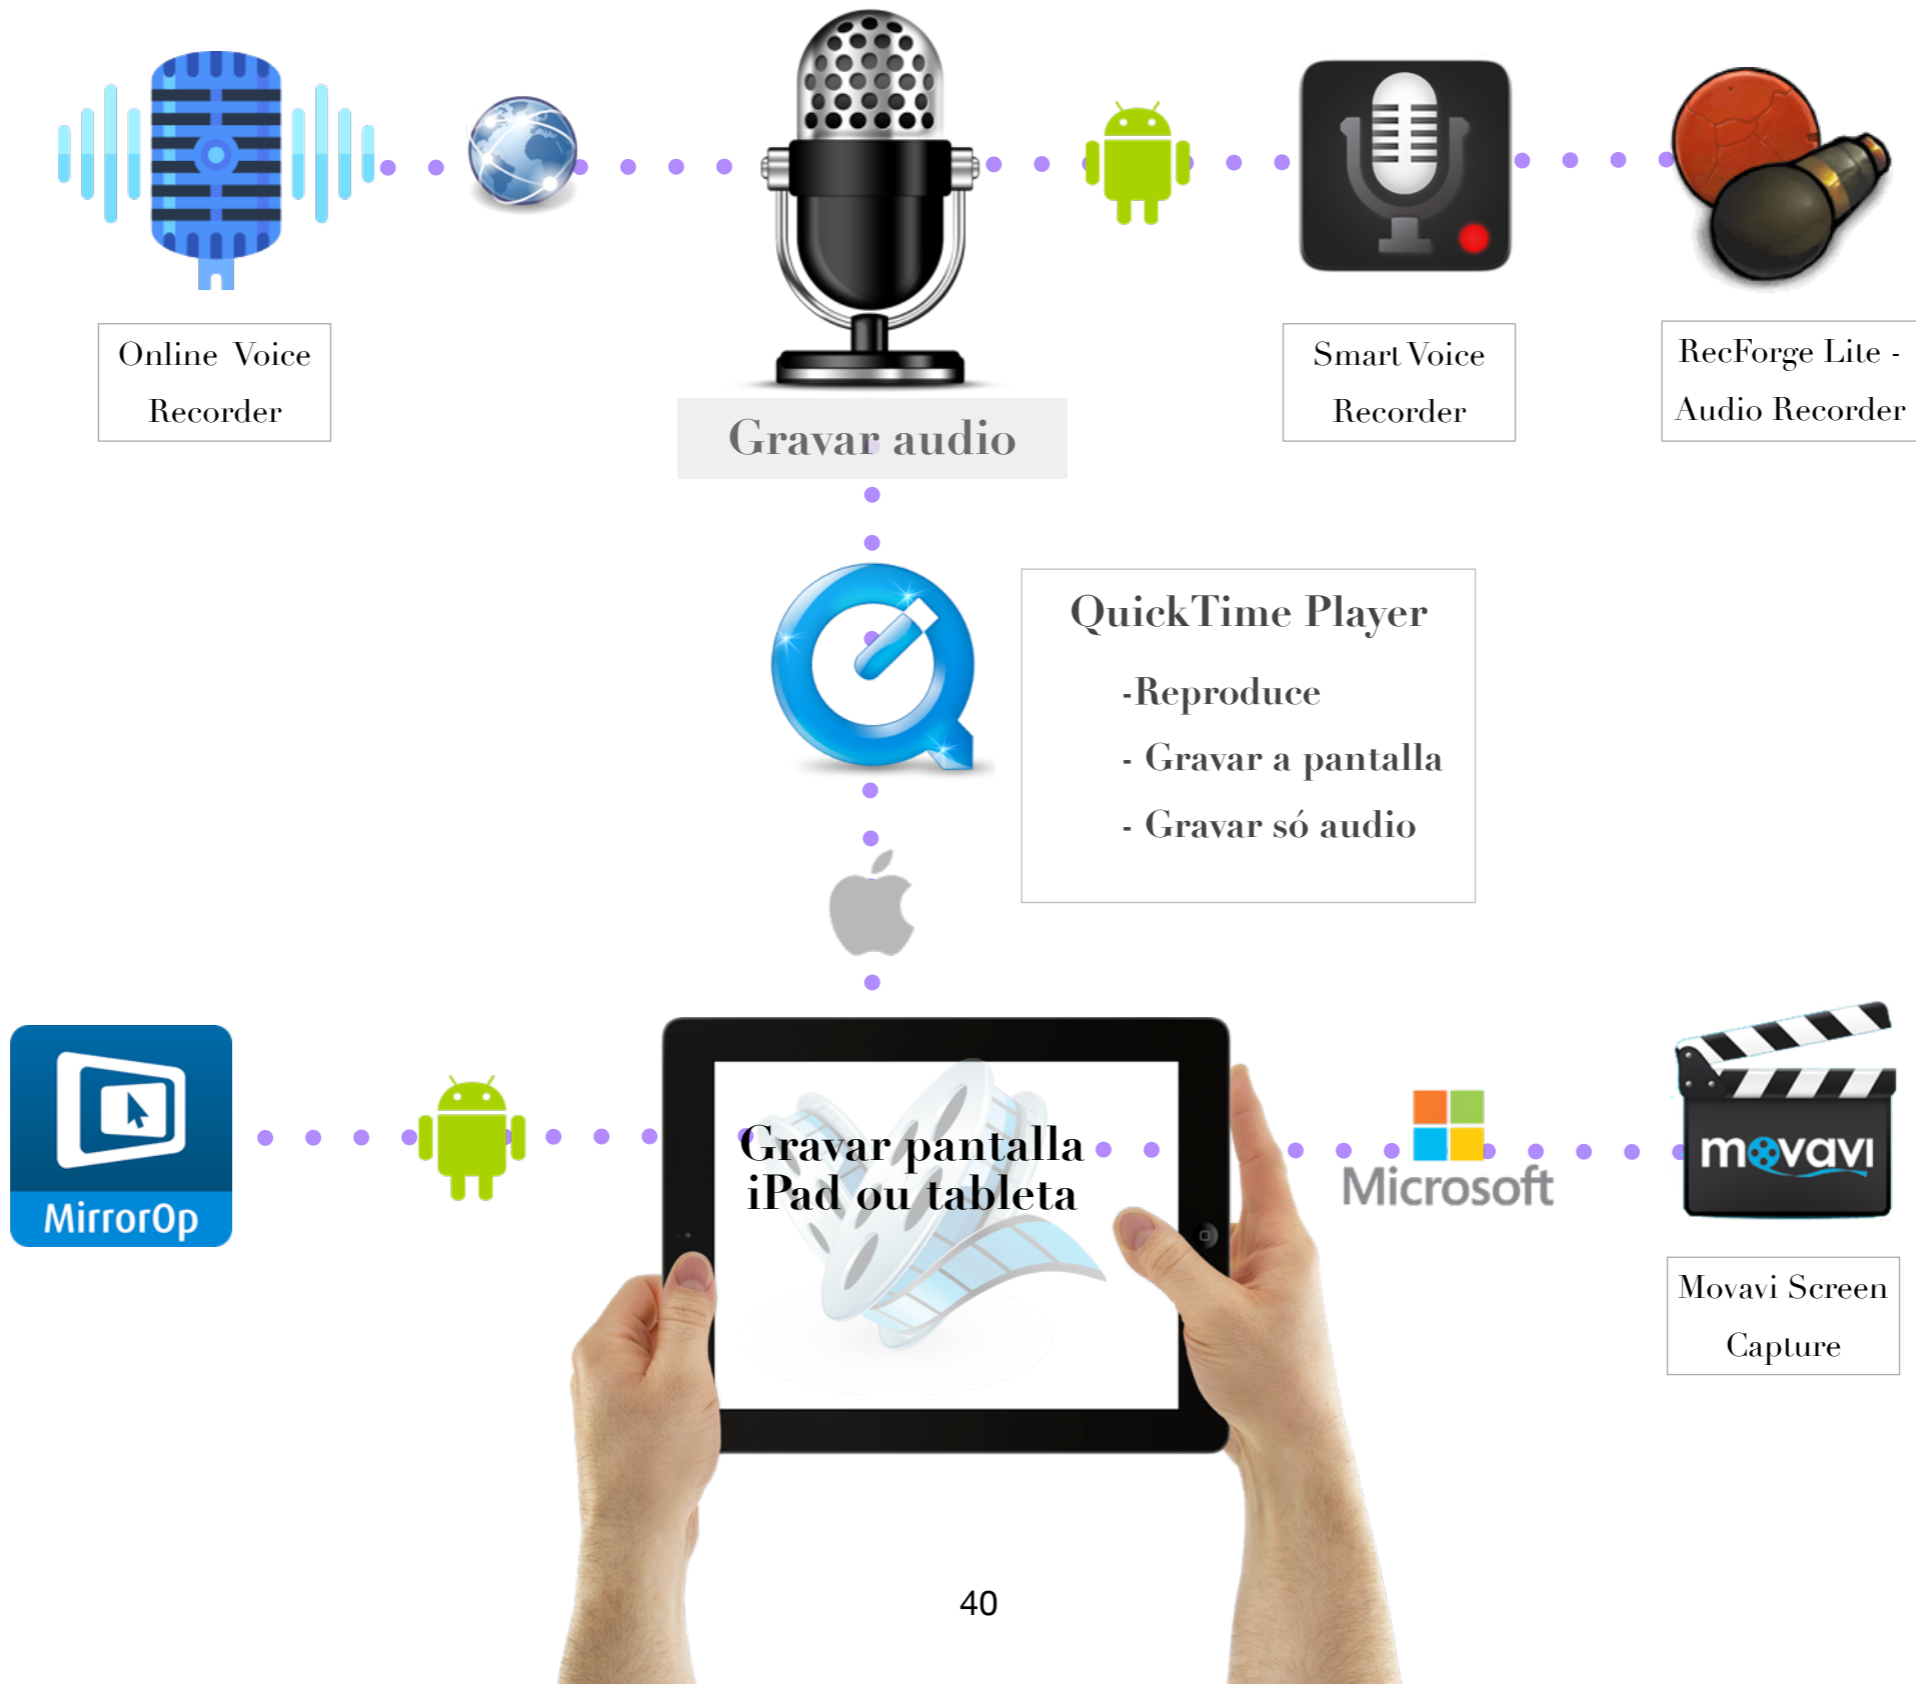 Online Voice
Recorder
Gravar audio
Smart Voice
Recorder
RecForge Lite -
Audio Recorder
QuickTime Player
-Reproduce
- Gravar a pantalla
- Gravar só audio
MirrorOp
Gravar pantalla
iPad ou tableta
Microsoft
movavi
Movavi Screen
Capture
40